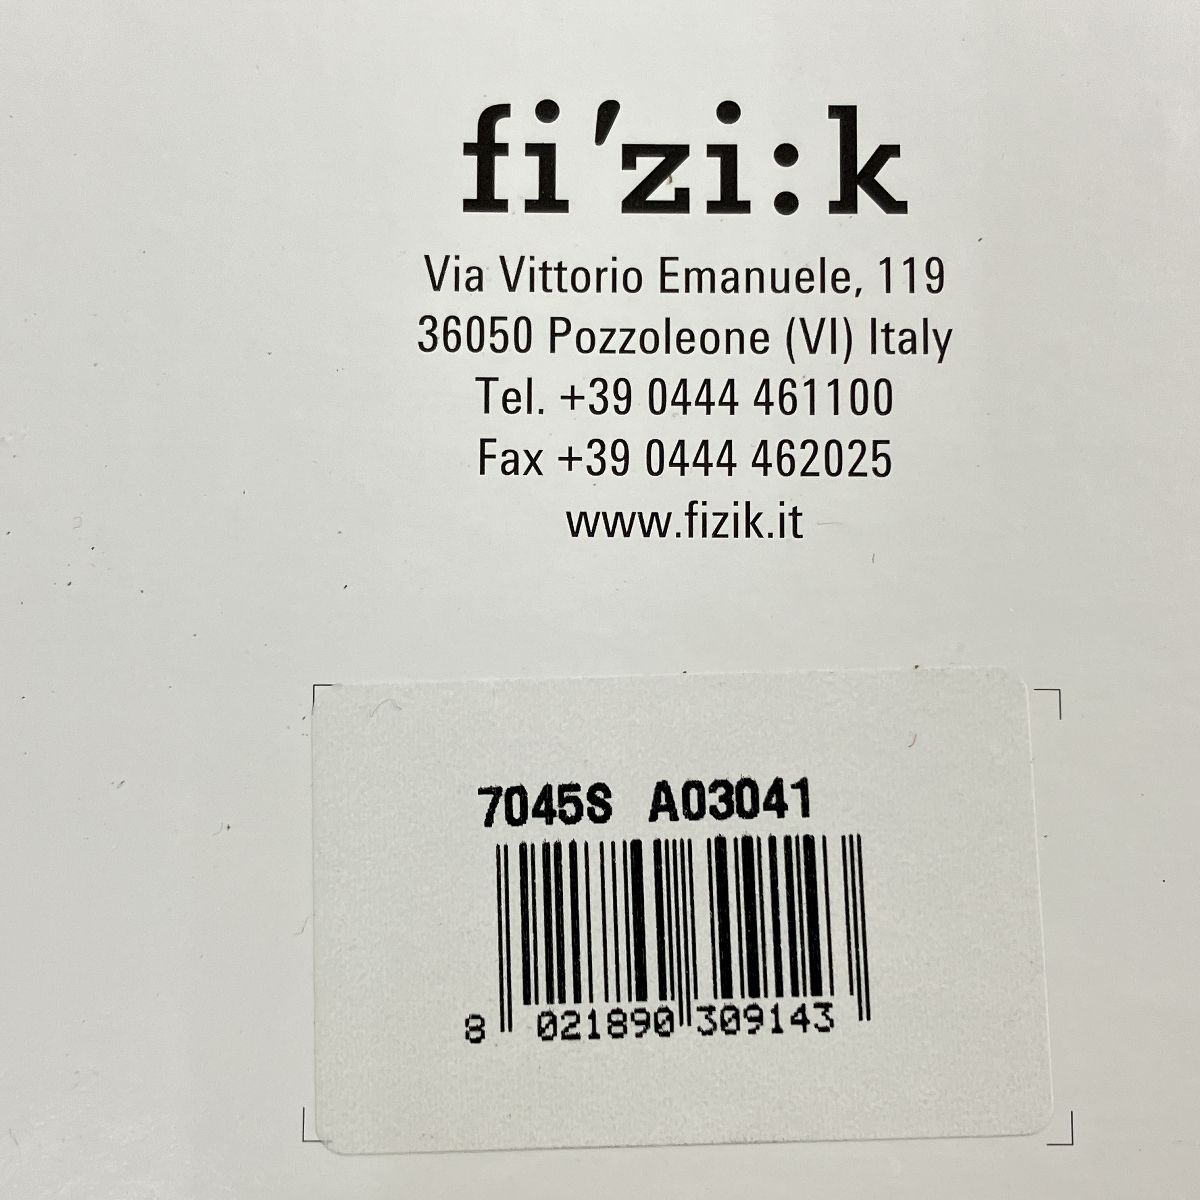 fi'zi:k
Via Vittorio Emanuele, 119
36050 Pozzoleone (VI) Italy
Tel. +39 0444 461100
Fax +39 0444 462025
www.fizik.it
7045S A03041
8 021890 309143